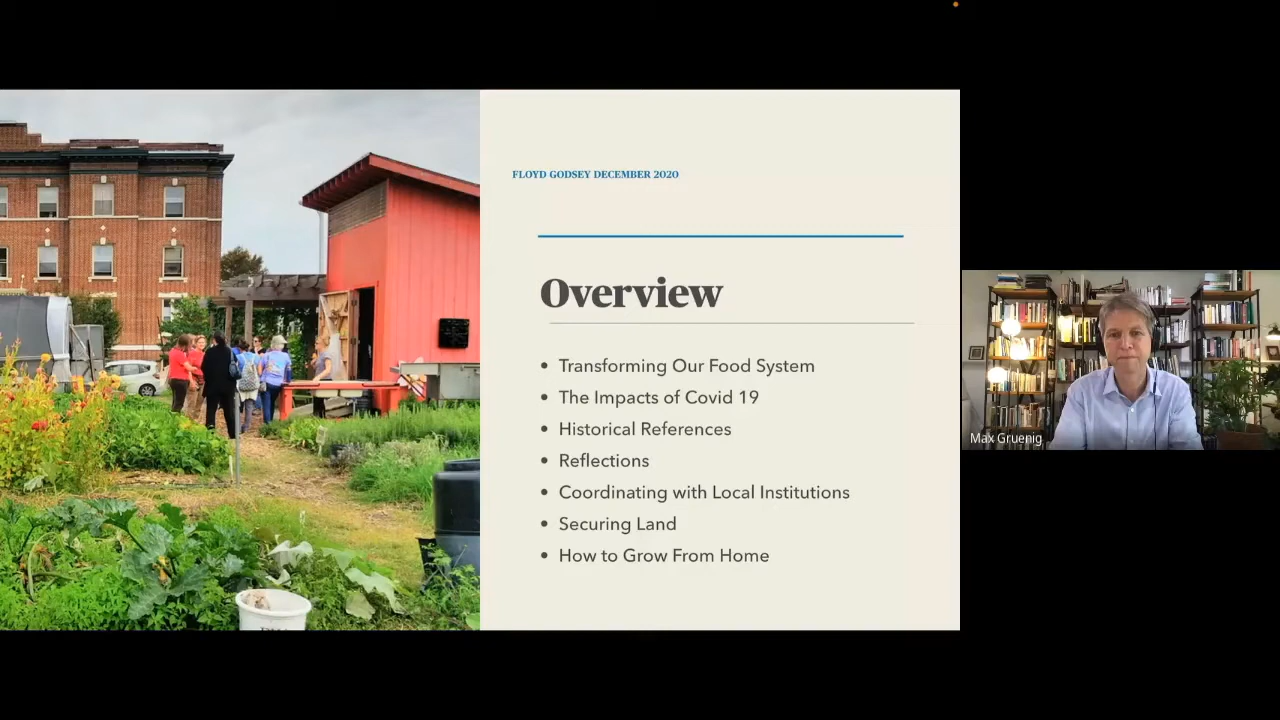 FLOYD GODSEY DECEMBER 2020
Overview
• Transforming Our Food System
• The Impacts of Covid 19
• Historical References
• Reflections
• Coordinating with Local Institutions
• Securing Land
• How to Grow From Home
Max Gruenig